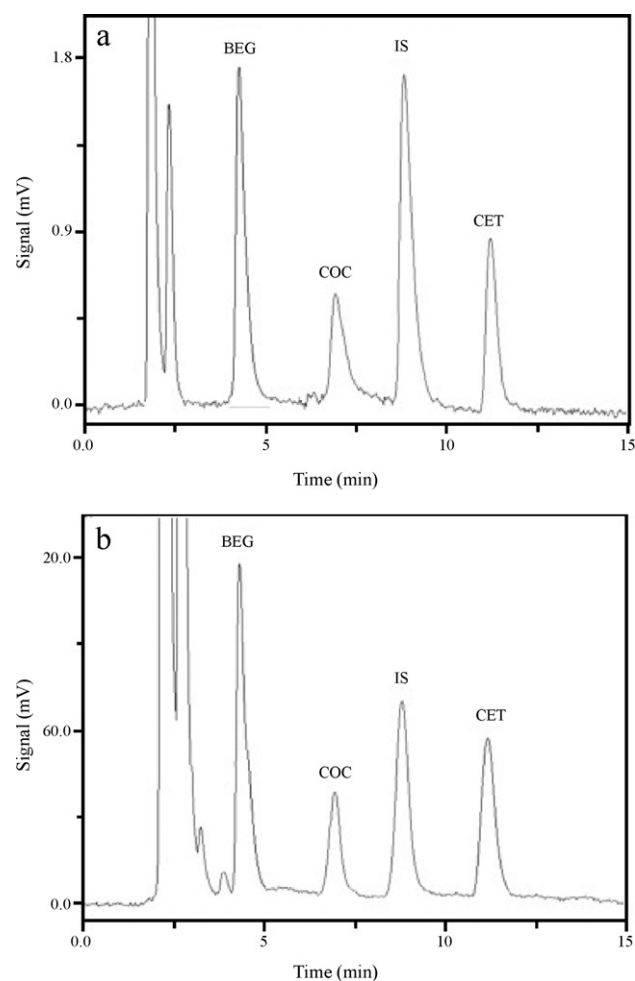 a
BEG
IS
COC
CET
1.8
0.9
0.0
Signal (mV)
0.0
5
10
15
Time (min)
b
BEG
IS
COC
CET
20.0
60.0
0.0
Signal (mV)
0.0
5
10
15
Time (min)